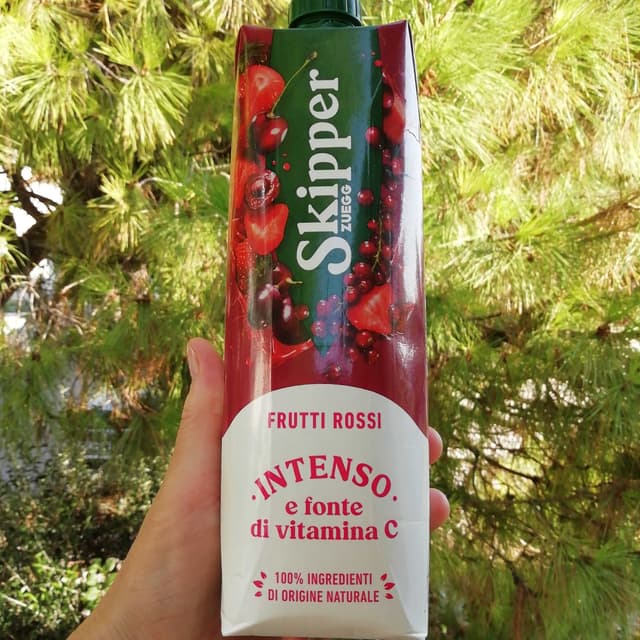 Skipper
ZUEGG
FRUTTI ROSSI
·INTENSO·
e fonte
di vitamina C
100% INGREDIENTI
DI ORIGINE NATURALE